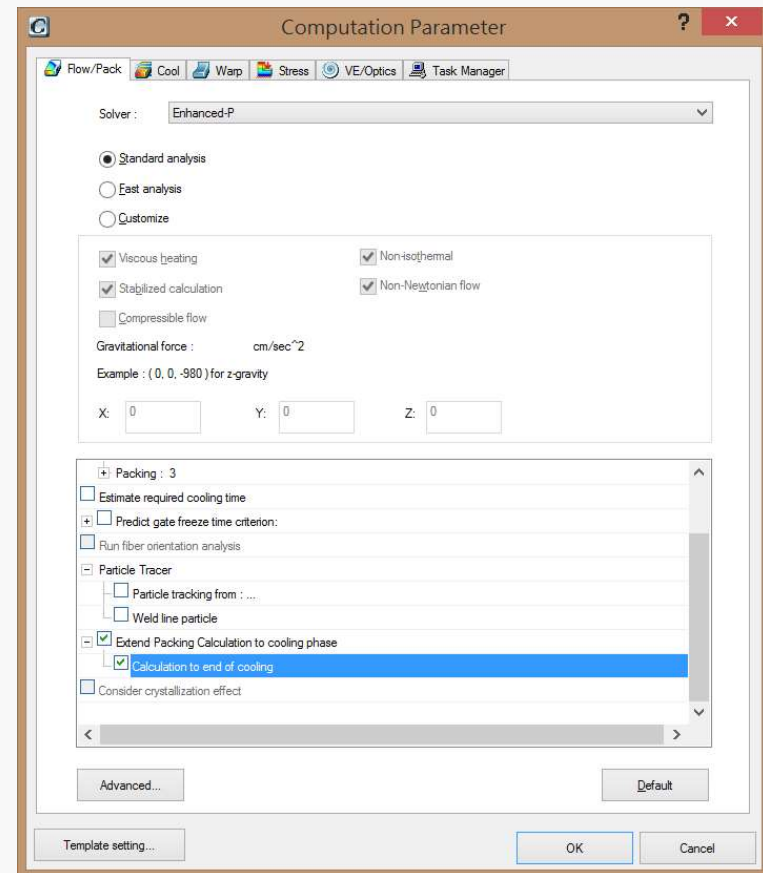 Computation Parameter ? ×
Flow/Pack Cool Warp Stress VE/Optics Task Manager
Solver : Enhanced-P
Standard analysis
Fast analysis
Customize
Viscous heating Non-isothermal
Stabilized calculation Non-Newtonian flow
Compressible flow
Gravitational force : cm/sec^2
Example : ( 0, 0, -980 ) for z-gravity
X: 0 Y: 0 Z: 0
Packing : 3
Estimate required cooling time
Predict gate freeze time criterion:
Run fiber orientation analysis
Particle Tracer
Particle tracking from : ...
Weld line particle
Extend Packing Calculation to cooling phase
Calculation to end of cooling
Consider crystallization effect
Advanced... Default
Template setting... OK Cancel